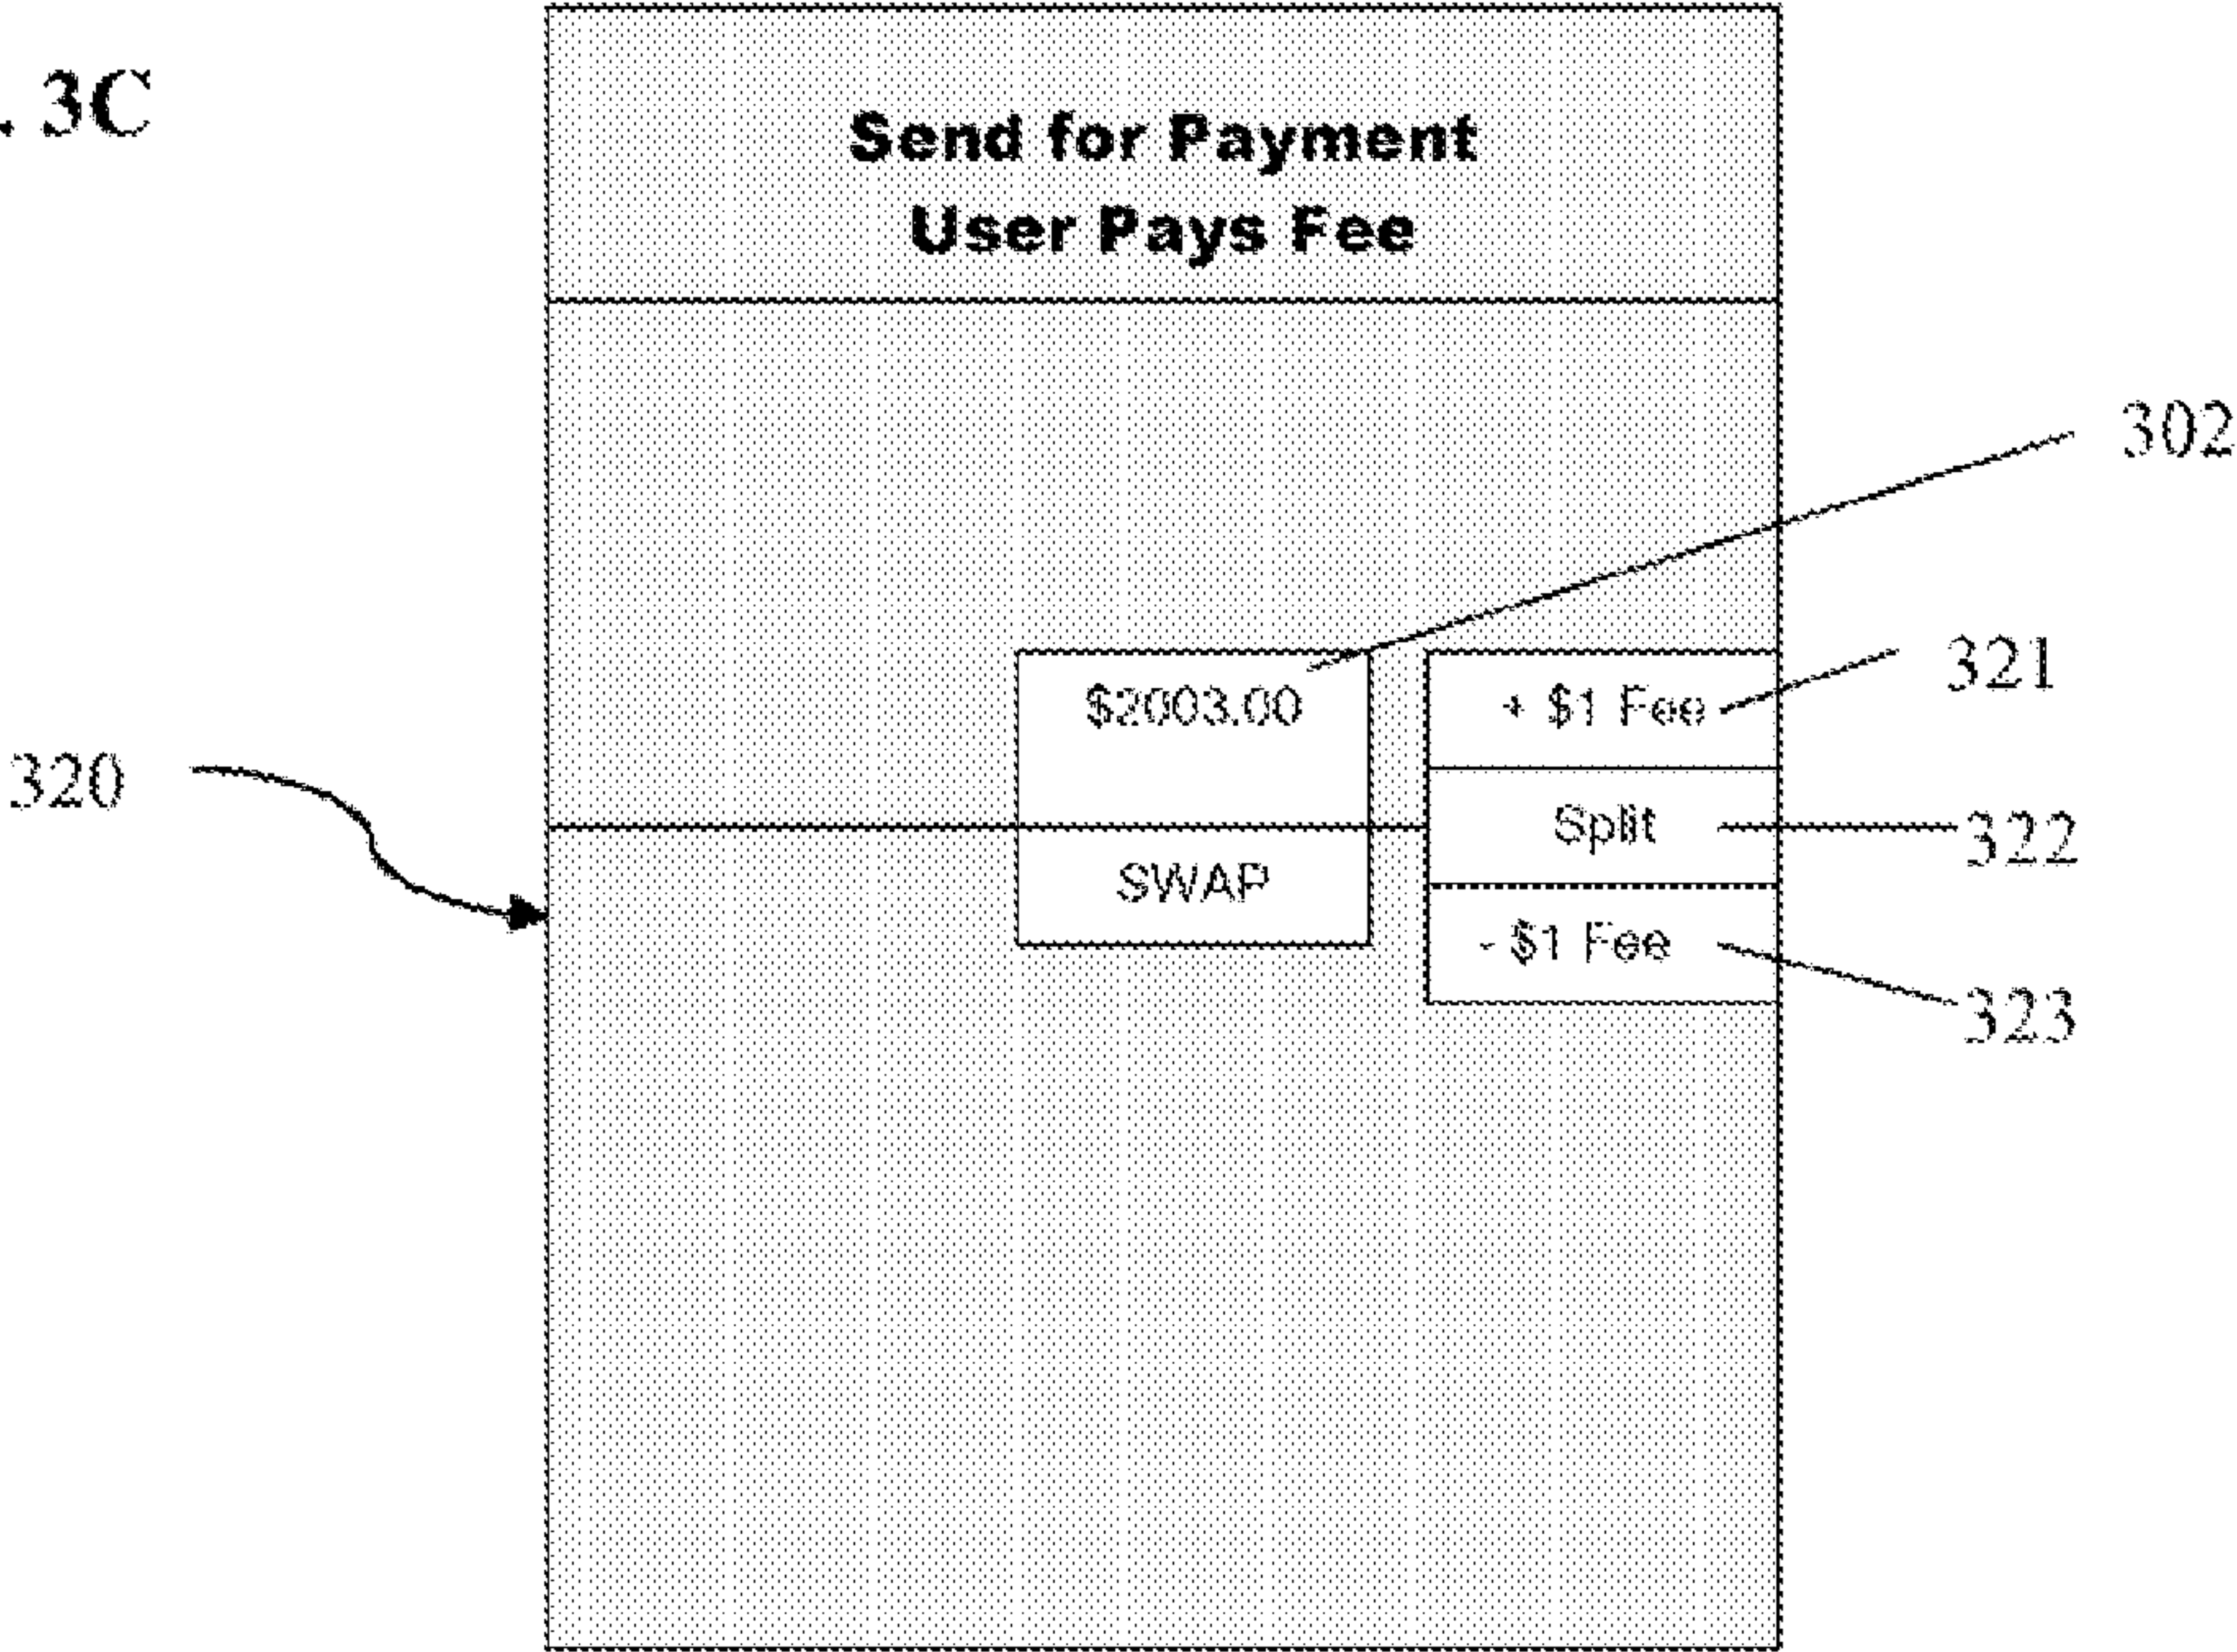 . 3C
Send for Payment
User Pays Fee
302
$2003.00
+ $1 Fee
321
320
Split
322
SWAP
- $1 Fee
323